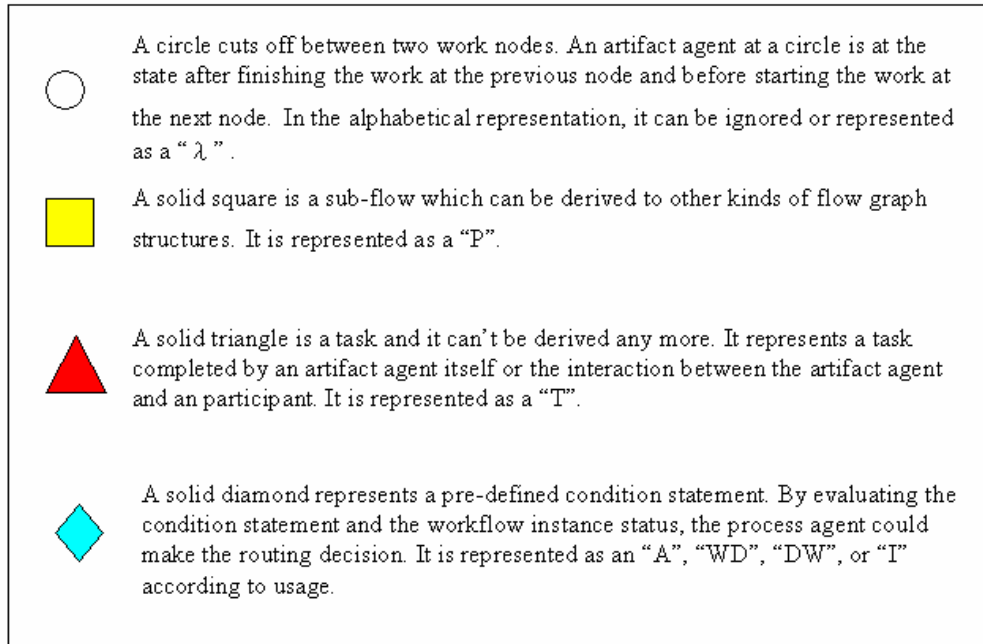 A circle cuts off between two work nodes. An artifact agent at a circle is at the
state after finishing the work at the previous node and before starting the work at
the next node. In the alphabetical representation, it can be ignored or represented
as a “ λ ” .
A solid square is a sub-flow which can be derived to other kinds of flow graph
structures. It is represented as a “P”.
A solid triangle is a task and it can’t be derived any more. It represents a task
completed by an artifact agent itself or the interaction between the artifact agent
and an participant. It is represented as a “T”.
A solid diamond represents a pre-defined condition statement. By evaluating the
condition statement and the workflow instance status, the process agent could
make the routing decision. It is represented as an “A”, “WD”, “DW”, or “I”
according to usage.